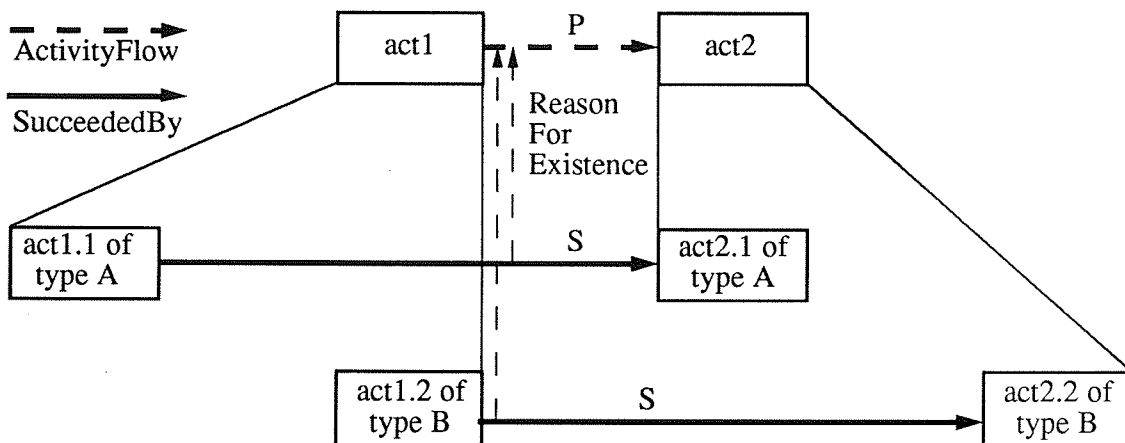 ActivityFlow
SucceededBy
act1
P
act2
Reason
For
Existence
act1.1 of
type A
S
act2.1 of
type A
act1.2 of
type B
S
act2.2 of
type B